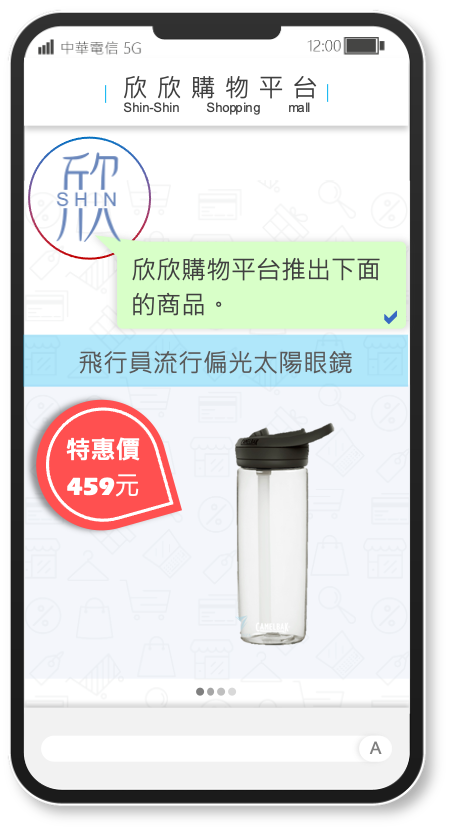 中華電信 5G 12:00
欣欣購物平台
Shin-Shin Shopping mall
欣
SHIN
欣欣購物平台推出下面
的商品。
飛行員流行偏光太陽眼鏡
特惠價
459元
CAMELBAK
A